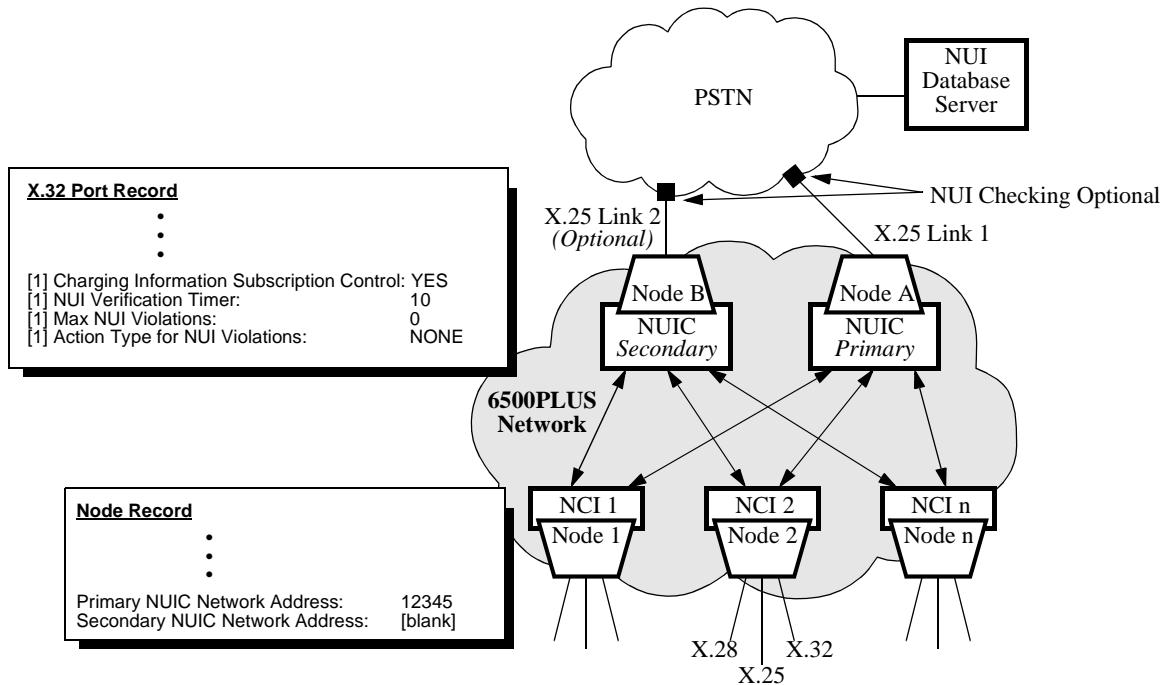 PSTN
NUI
Database
Server
NUI Checking Optional
X.25 Link 2
(Optional)
X.25 Link 1
X.32 Port Record
•
•
•
[1] Charging Information Subscription Control: YES
[1] NUI Verification Timer: 10
[1] Max NUI Violations: 0
[1] Action Type for NUI Violations: NONE
Node B
NUIC
Secondary
Node A
NUIC
Primary
6500PLUS
Network
NCI 1
Node 1
NCI 2
Node 2
NCI n
Node n
Node Record
•
•
•
Primary NUIC Network Address: 12345
Secondary NUIC Network Address: [blank]
X.28
X.25
X.32